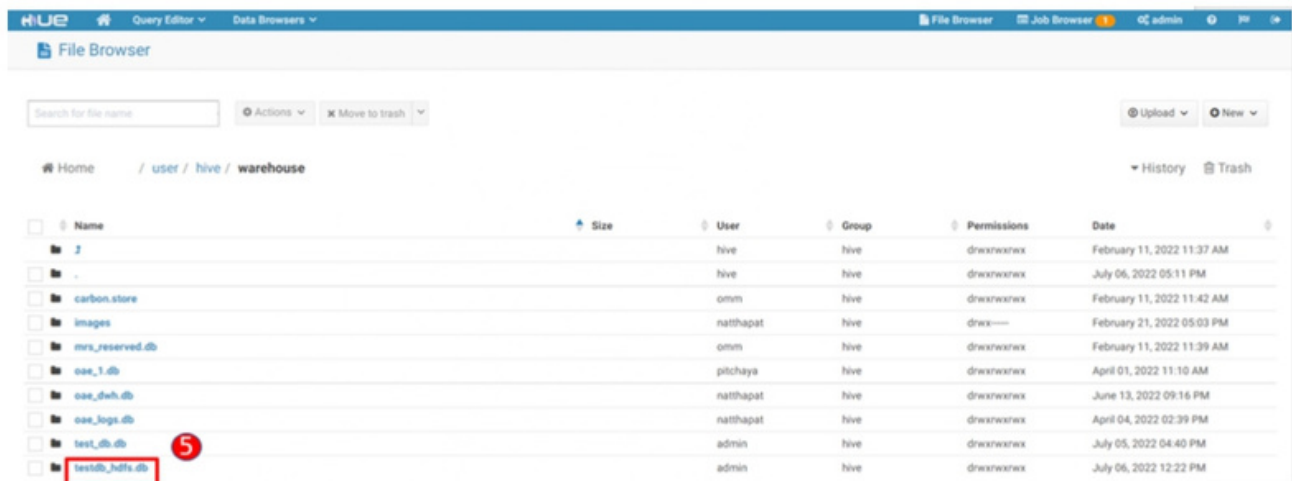 HUE Query Editor Data Browsers File Browser Job Browser 1 admin
File Browser
Search for file name Actions Move to trash Upload New
Home / user / hive / warehouse History Trash
Name Size User Group Permissions Date
hive hive drwxrwxrwx February 11, 2022 11:37 AM
. hive hive drwxrwxrwx July 06, 2022 05:11 PM
carbon.store omm hive drwxrwxrwx February 11, 2022 11:42 AM
images natthapat hive drwx------ February 21, 2022 05:03 PM
mrs_reserved.db omm hive drwxrwxrwx February 11, 2022 11:39 AM
oae_1.db pitchaya hive drwxrwxrwx April 01, 2022 11:10 AM
oae_dwh.db natthapat hive drwxrwxrwx June 13, 2022 09:16 PM
oae_logs.db natthapat hive drwxrwxrwx April 04, 2022 02:39 PM
test_db.db 5 admin hive drwxrwxrwx July 05, 2022 04:40 PM
testdb_hdfs.db admin hive drwxrwxrwx July 06, 2022 12:22 PM